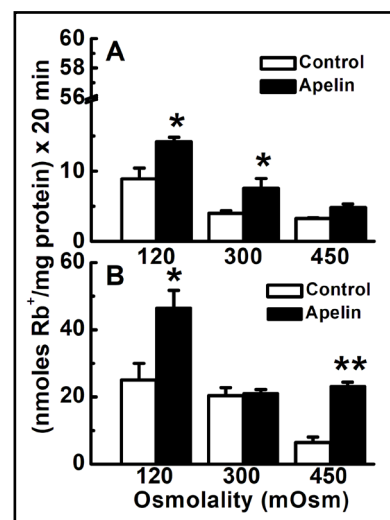 (nmoles Rb⁺/mg protein) x 20 min
A
60
58
56
10
0
Control
Apelin
*
*
120 300 450
B
60
40
20
0
Control
Apelin
*
**
120 300 450
Osmolality (mOsm)